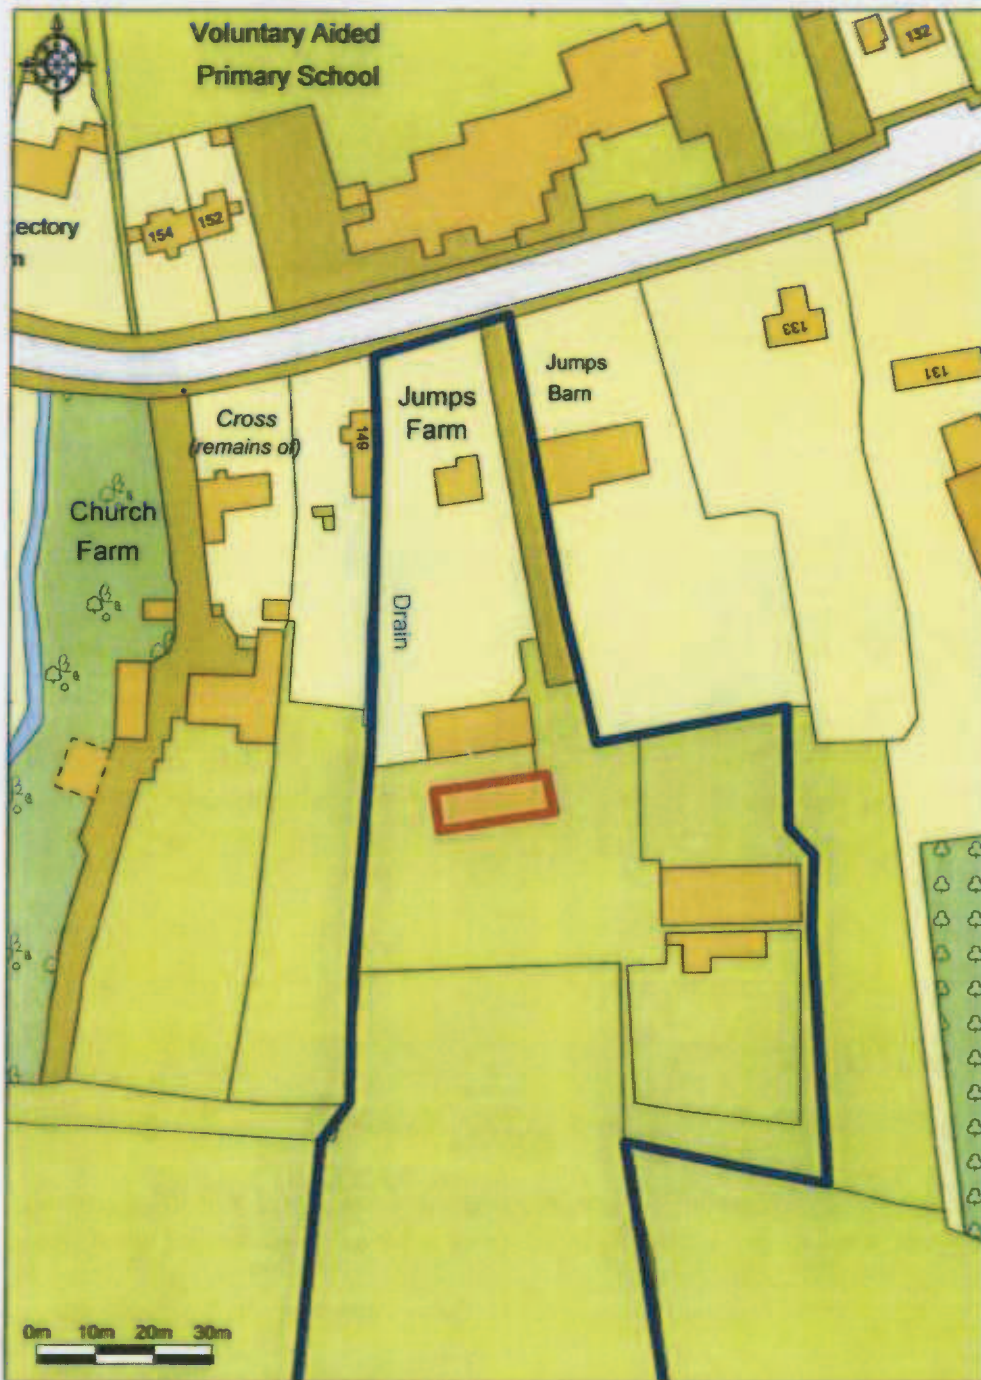 Voluntary Aided
Primary School
132
ectory
154
152
133
131
Jumps
Barn
Jumps
Farm
149
Cross
(remains of)
Church
Farm
Drain
0m 10m 20m 30m